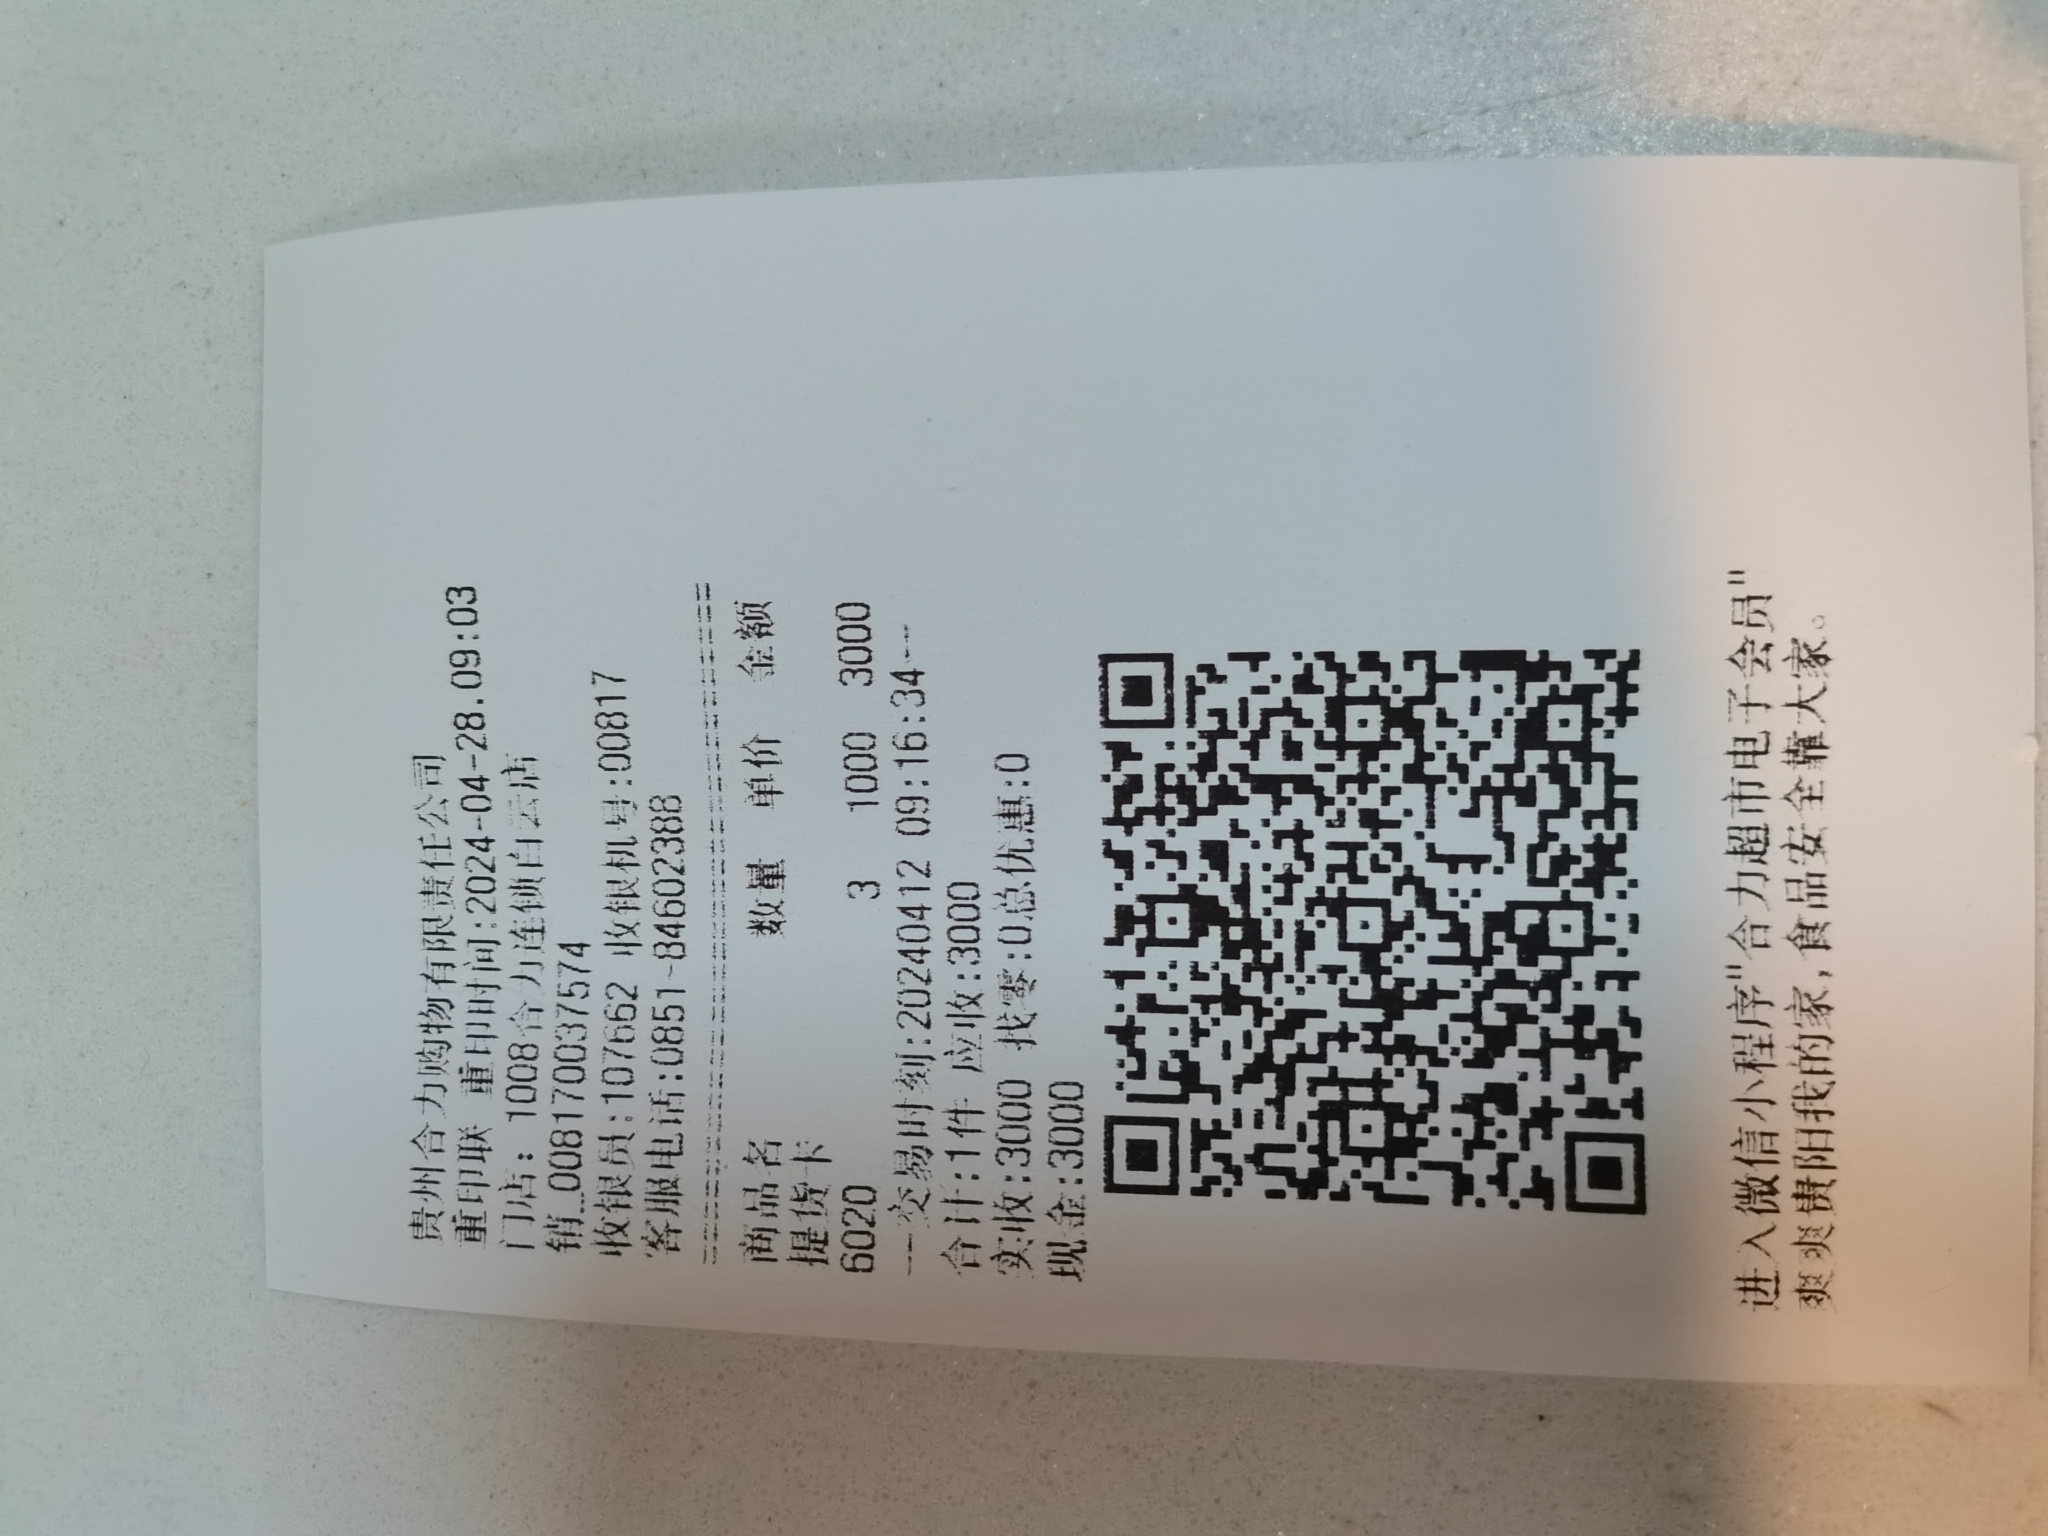 贵州合力购物有限责任公司
重印联 重印时间:2024-04-28.09:03
门店: 1008合力连锁白云店
销_0081700037574
收银员:107662 收银机号:00817
客服电话:0851-84602388
商品名 数量 单价 金额
提货卡
6020 3 1000 3000
---交易时刻:20240412 09:16:34---
合计:1件 应收:3000
实收:3000 找零:0总优惠:0
现金:3000
进入微信小程序"合力超市电子会员"
爽爽贵阳我的家,食品安全靠大家。